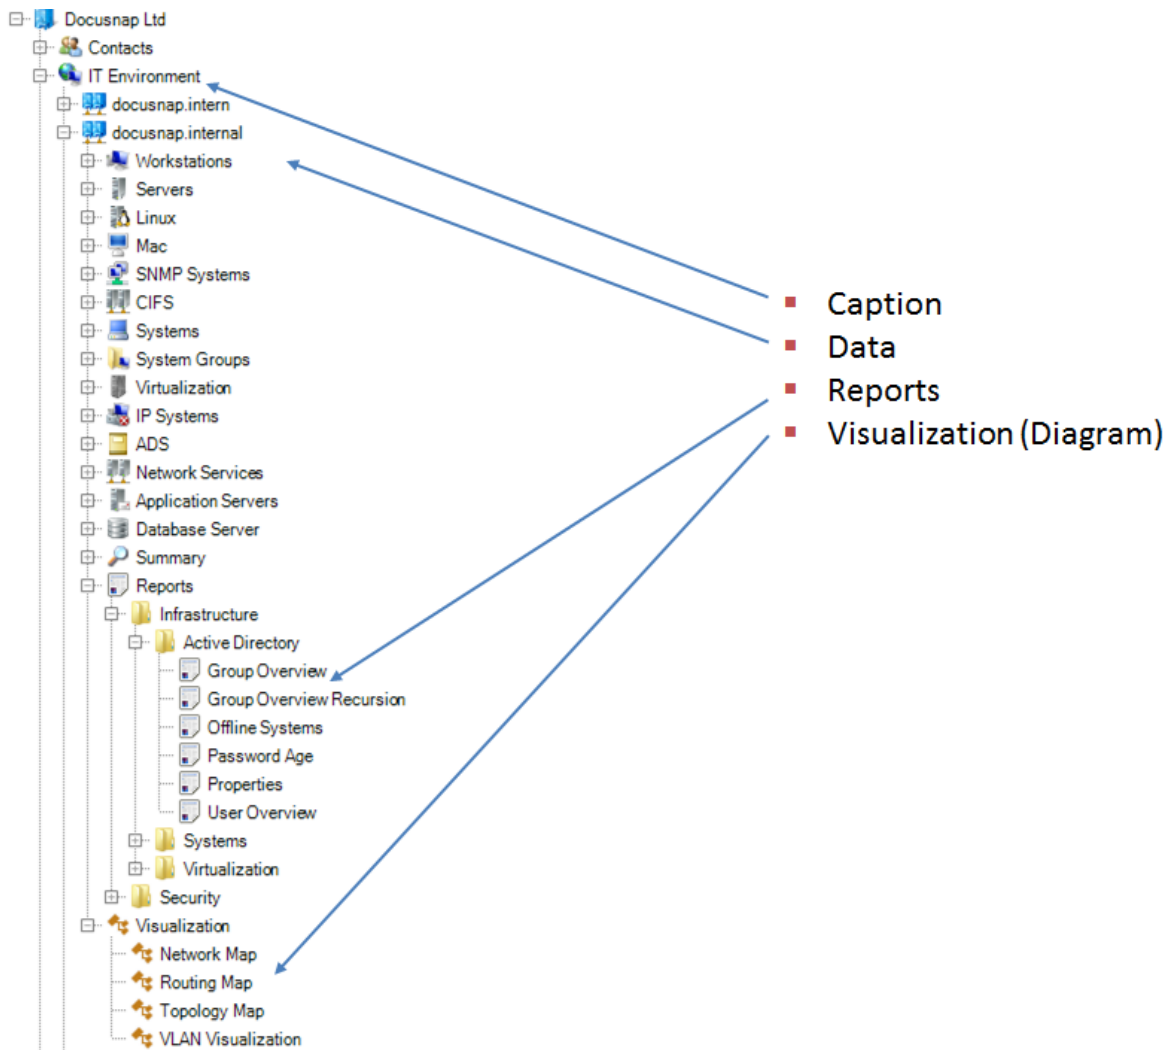 Docusnap Ltd
Contacts
IT Environment
docusnap.intern
docusnap.internal
Workstations
Servers
Linux
Mac
SNMP Systems
CIFS
Systems
System Groups
Virtualization
IP Systems
ADS
Network Services
Application Servers
Database Server
Summary
Reports
Infrastructure
Active Directory
Group Overview
Group Overview Recursion
Offline Systems
Password Age
Properties
User Overview
Systems
Virtualization
Security
Visualization
Network Map
Routing Map
Topology Map
VLAN Visualization
Caption
Data
Reports
Visualization (Diagram)